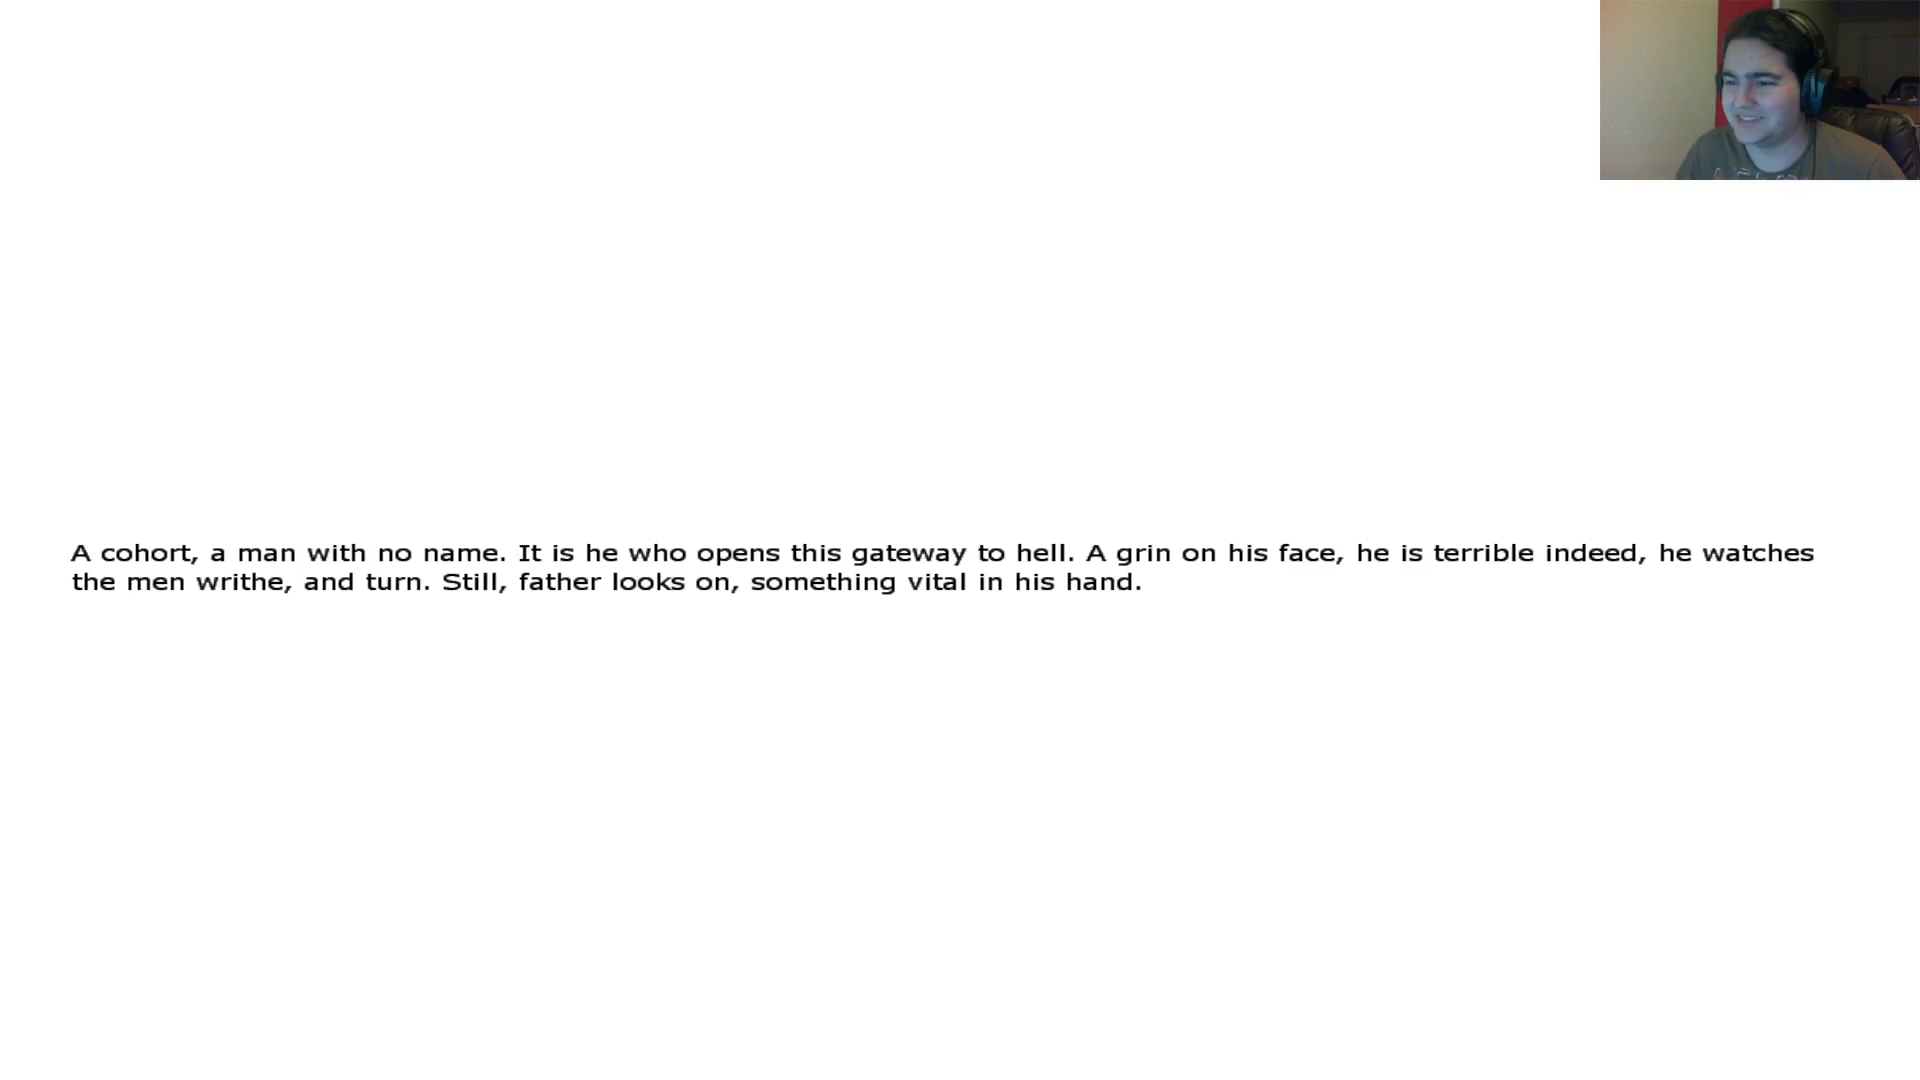 A cohort, a man with no name. It is he who opens this gateway to hell. A grin on his face, he is terrible indeed, he watches
the men writhe, and turn. Still, father looks on, something vital in his hand.